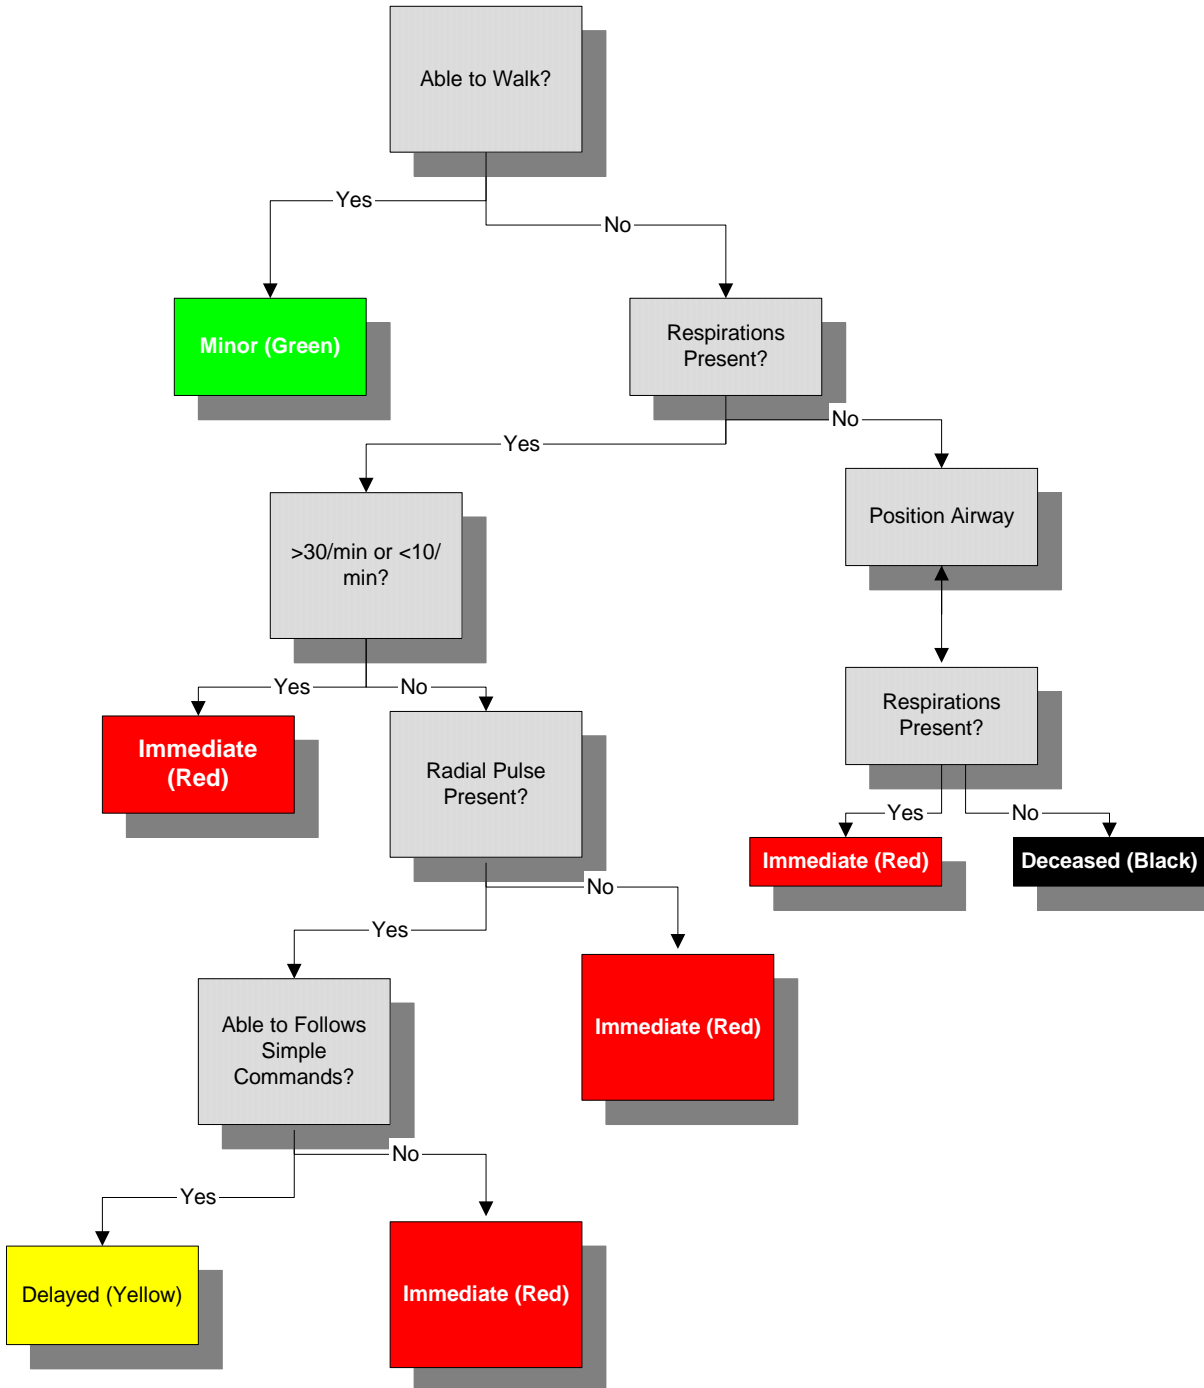 Able to Walk?
Yes
No
Minor (Green)
Respirations
Present?
Yes
No
>30/min or <10/
min?
Position Airway
Yes
No
Immediate
(Red)
Radial Pulse
Present?
Respirations
Present?
Yes
No
Immediate (Red)
Deceased (Black)
No
Yes
Able to Follows
Simple
Commands?
Immediate (Red)
No
Yes
Delayed (Yellow)
Immediate (Red)